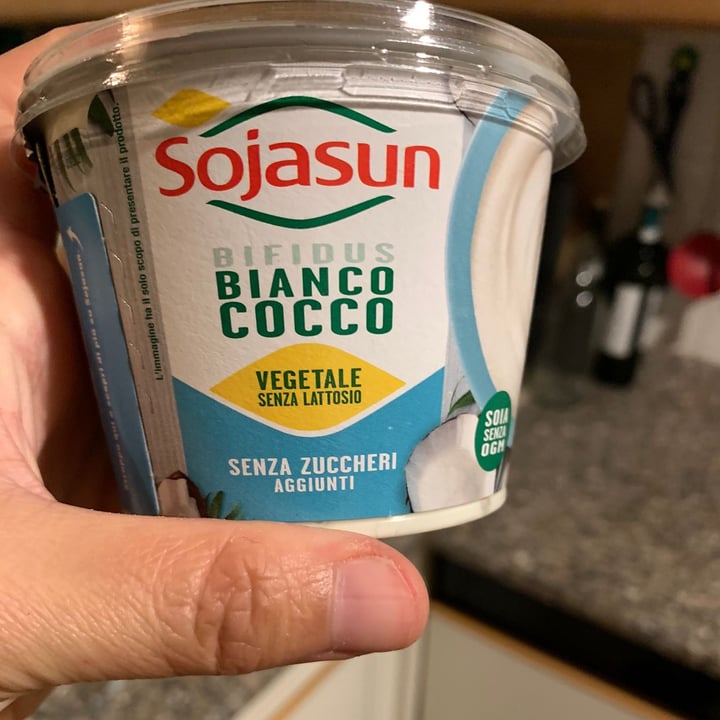 Sojasun
BIFIDUS
BIANCO
COCCO
VEGETALE
SENZA LATTOSIO
SENZA ZUCCHERI
AGGIUNTI
SOIA
SENZA
OGM
L'immagine ha il solo scopo di presentare il prodotto.